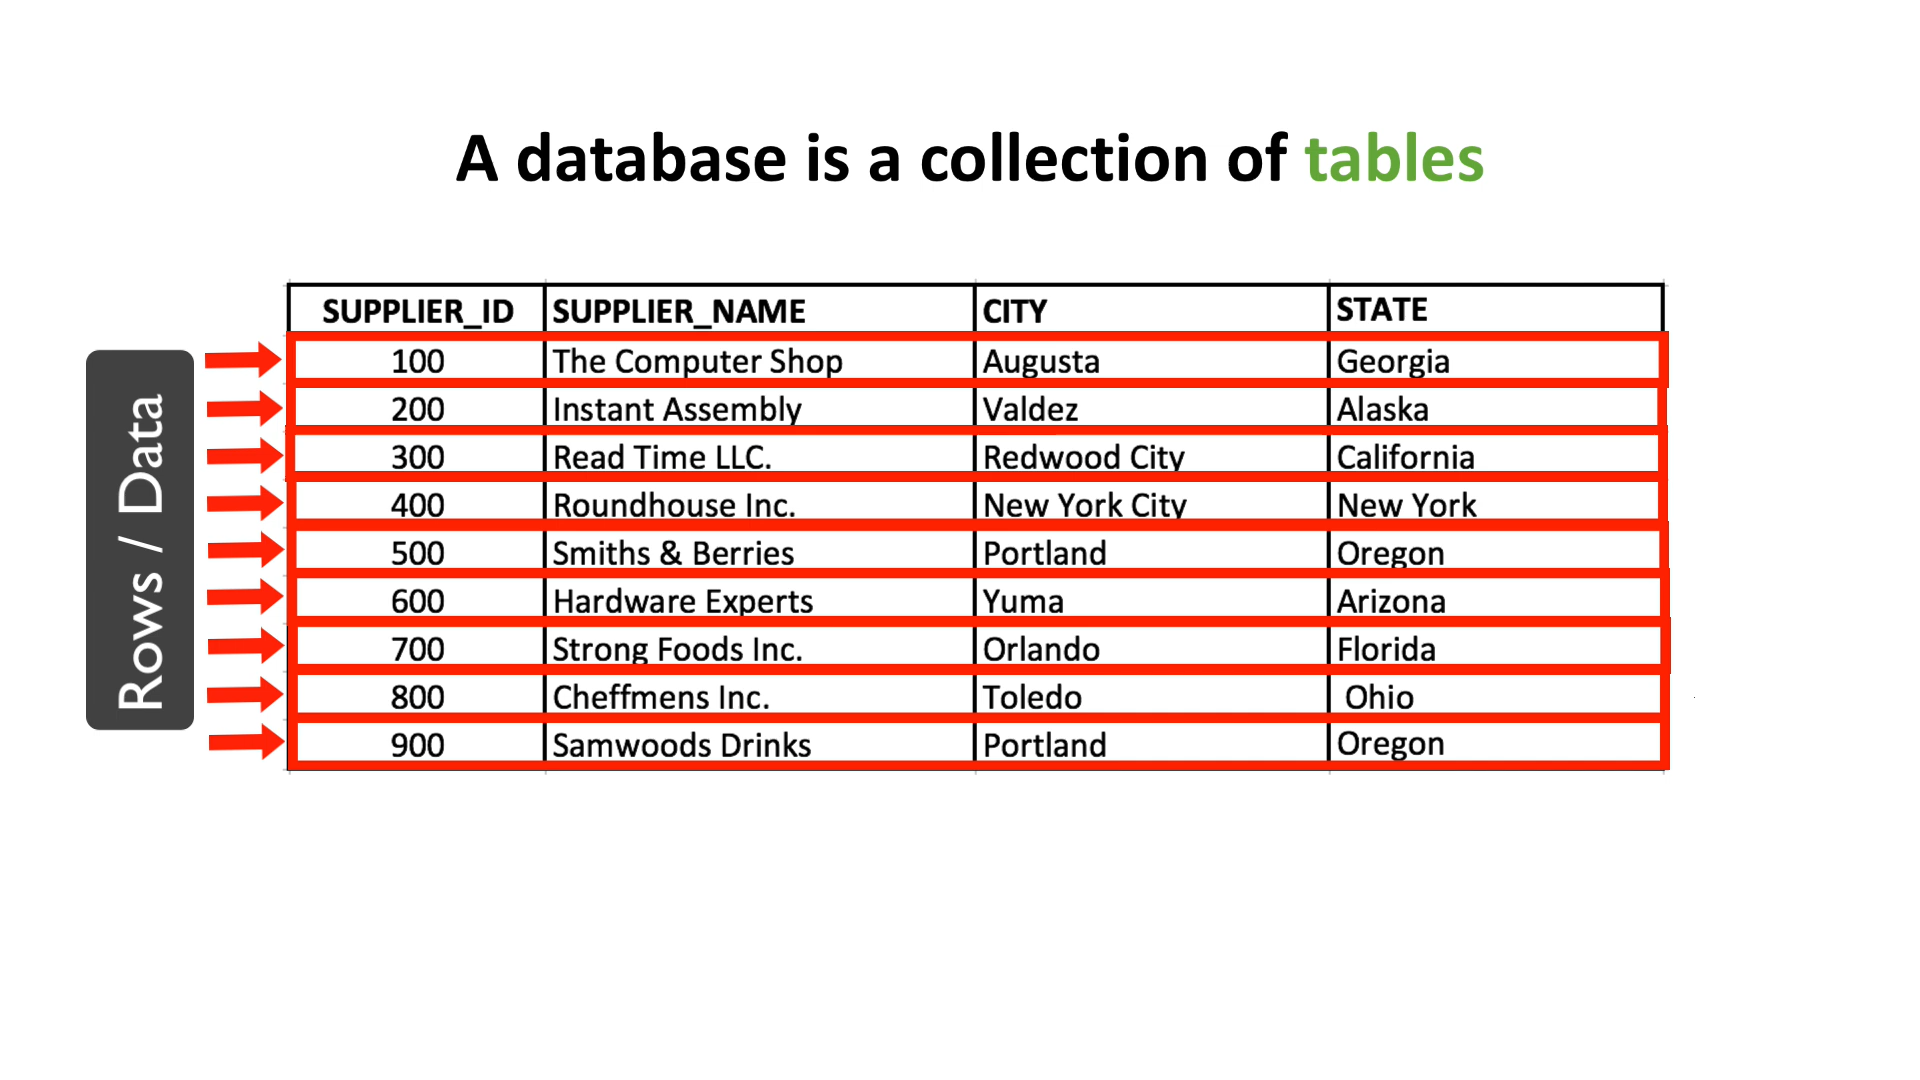 A database is a collection of tables
SUPPLIER_ID SUPPLIER_NAME CITY STATE
100 The Computer Shop Augusta Georgia
200 Instant Assembly Valdez Alaska
300 Read Time LLC. Redwood City California
400 Roundhouse Inc. New York City New York
500 Smiths & Berries Portland Oregon
600 Hardware Experts Yuma Arizona
700 Strong Foods Inc. Orlando Florida
800 Cheffmens Inc. Toledo Ohio
900 Samwoods Drinks Portland Oregon
Rows / Data